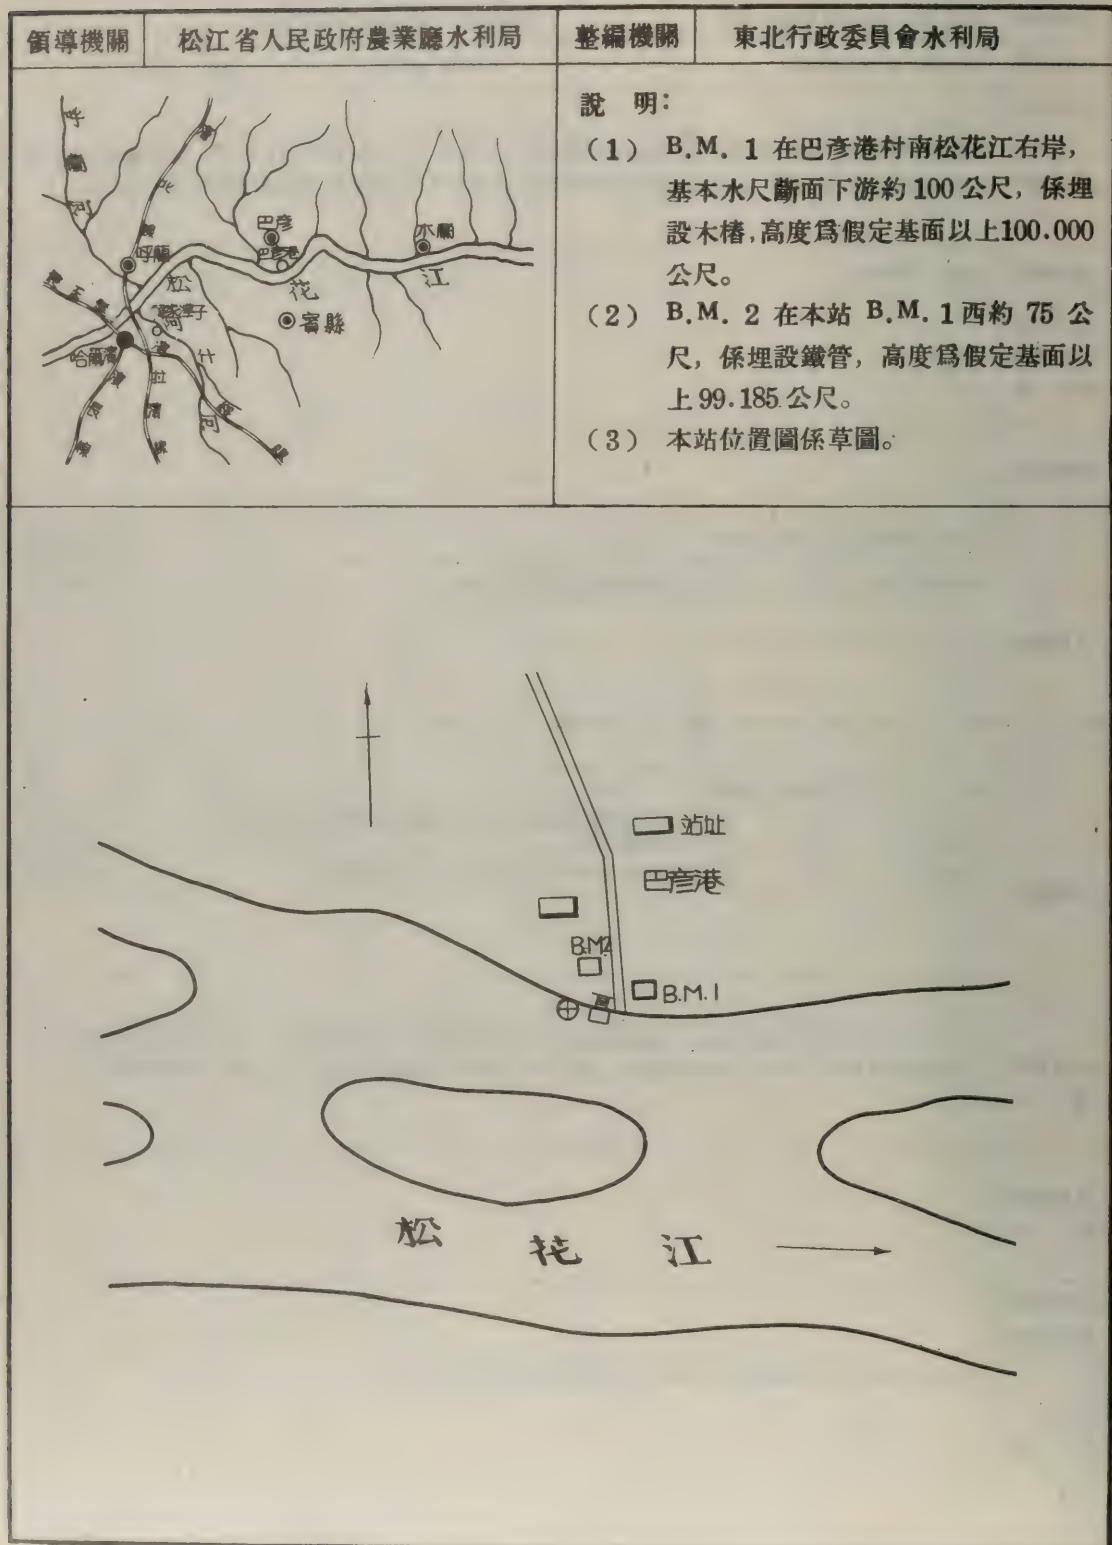 領導機關 松江省人民政府農業廳水利局 整編機關 東北行政委員會水利局
說 明：
（1） B.M. 1 在巴彥港村南松花江右岸，
基本水尺斷面下游約 100 公尺，係埋
設木樁，高度爲假定基面以上100.000
公尺。
（2） B.M. 2 在本站 B.M. 1 西約 75 公
尺，係埋設鐵管，高度爲假定基面以
上 99.185 公尺。
（3） 本站位置圖係草圖。
呼蘭河
巴彥
巴彥港
木蘭
呼蘭
松花江
賓縣
哈爾濱
站址
巴彥港
B.M.2
B.M.1
松花江